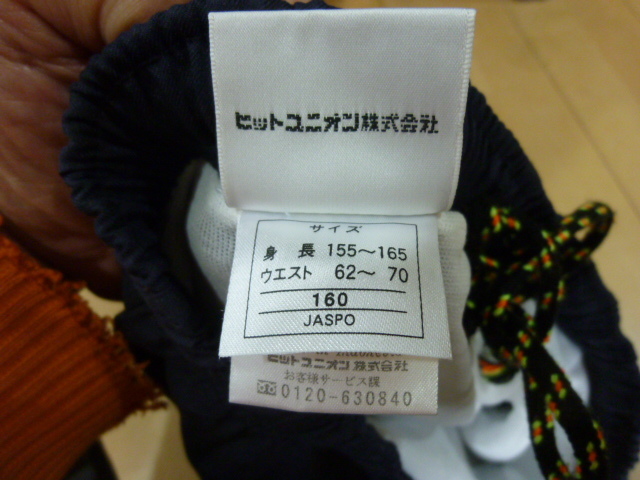 ヒットユニオン株式会社
サイズ
身長 155～165
ウエスト 62～ 70
160
JASPO
ヒットユニオン株式会社
お客様サービス課
0120-630840